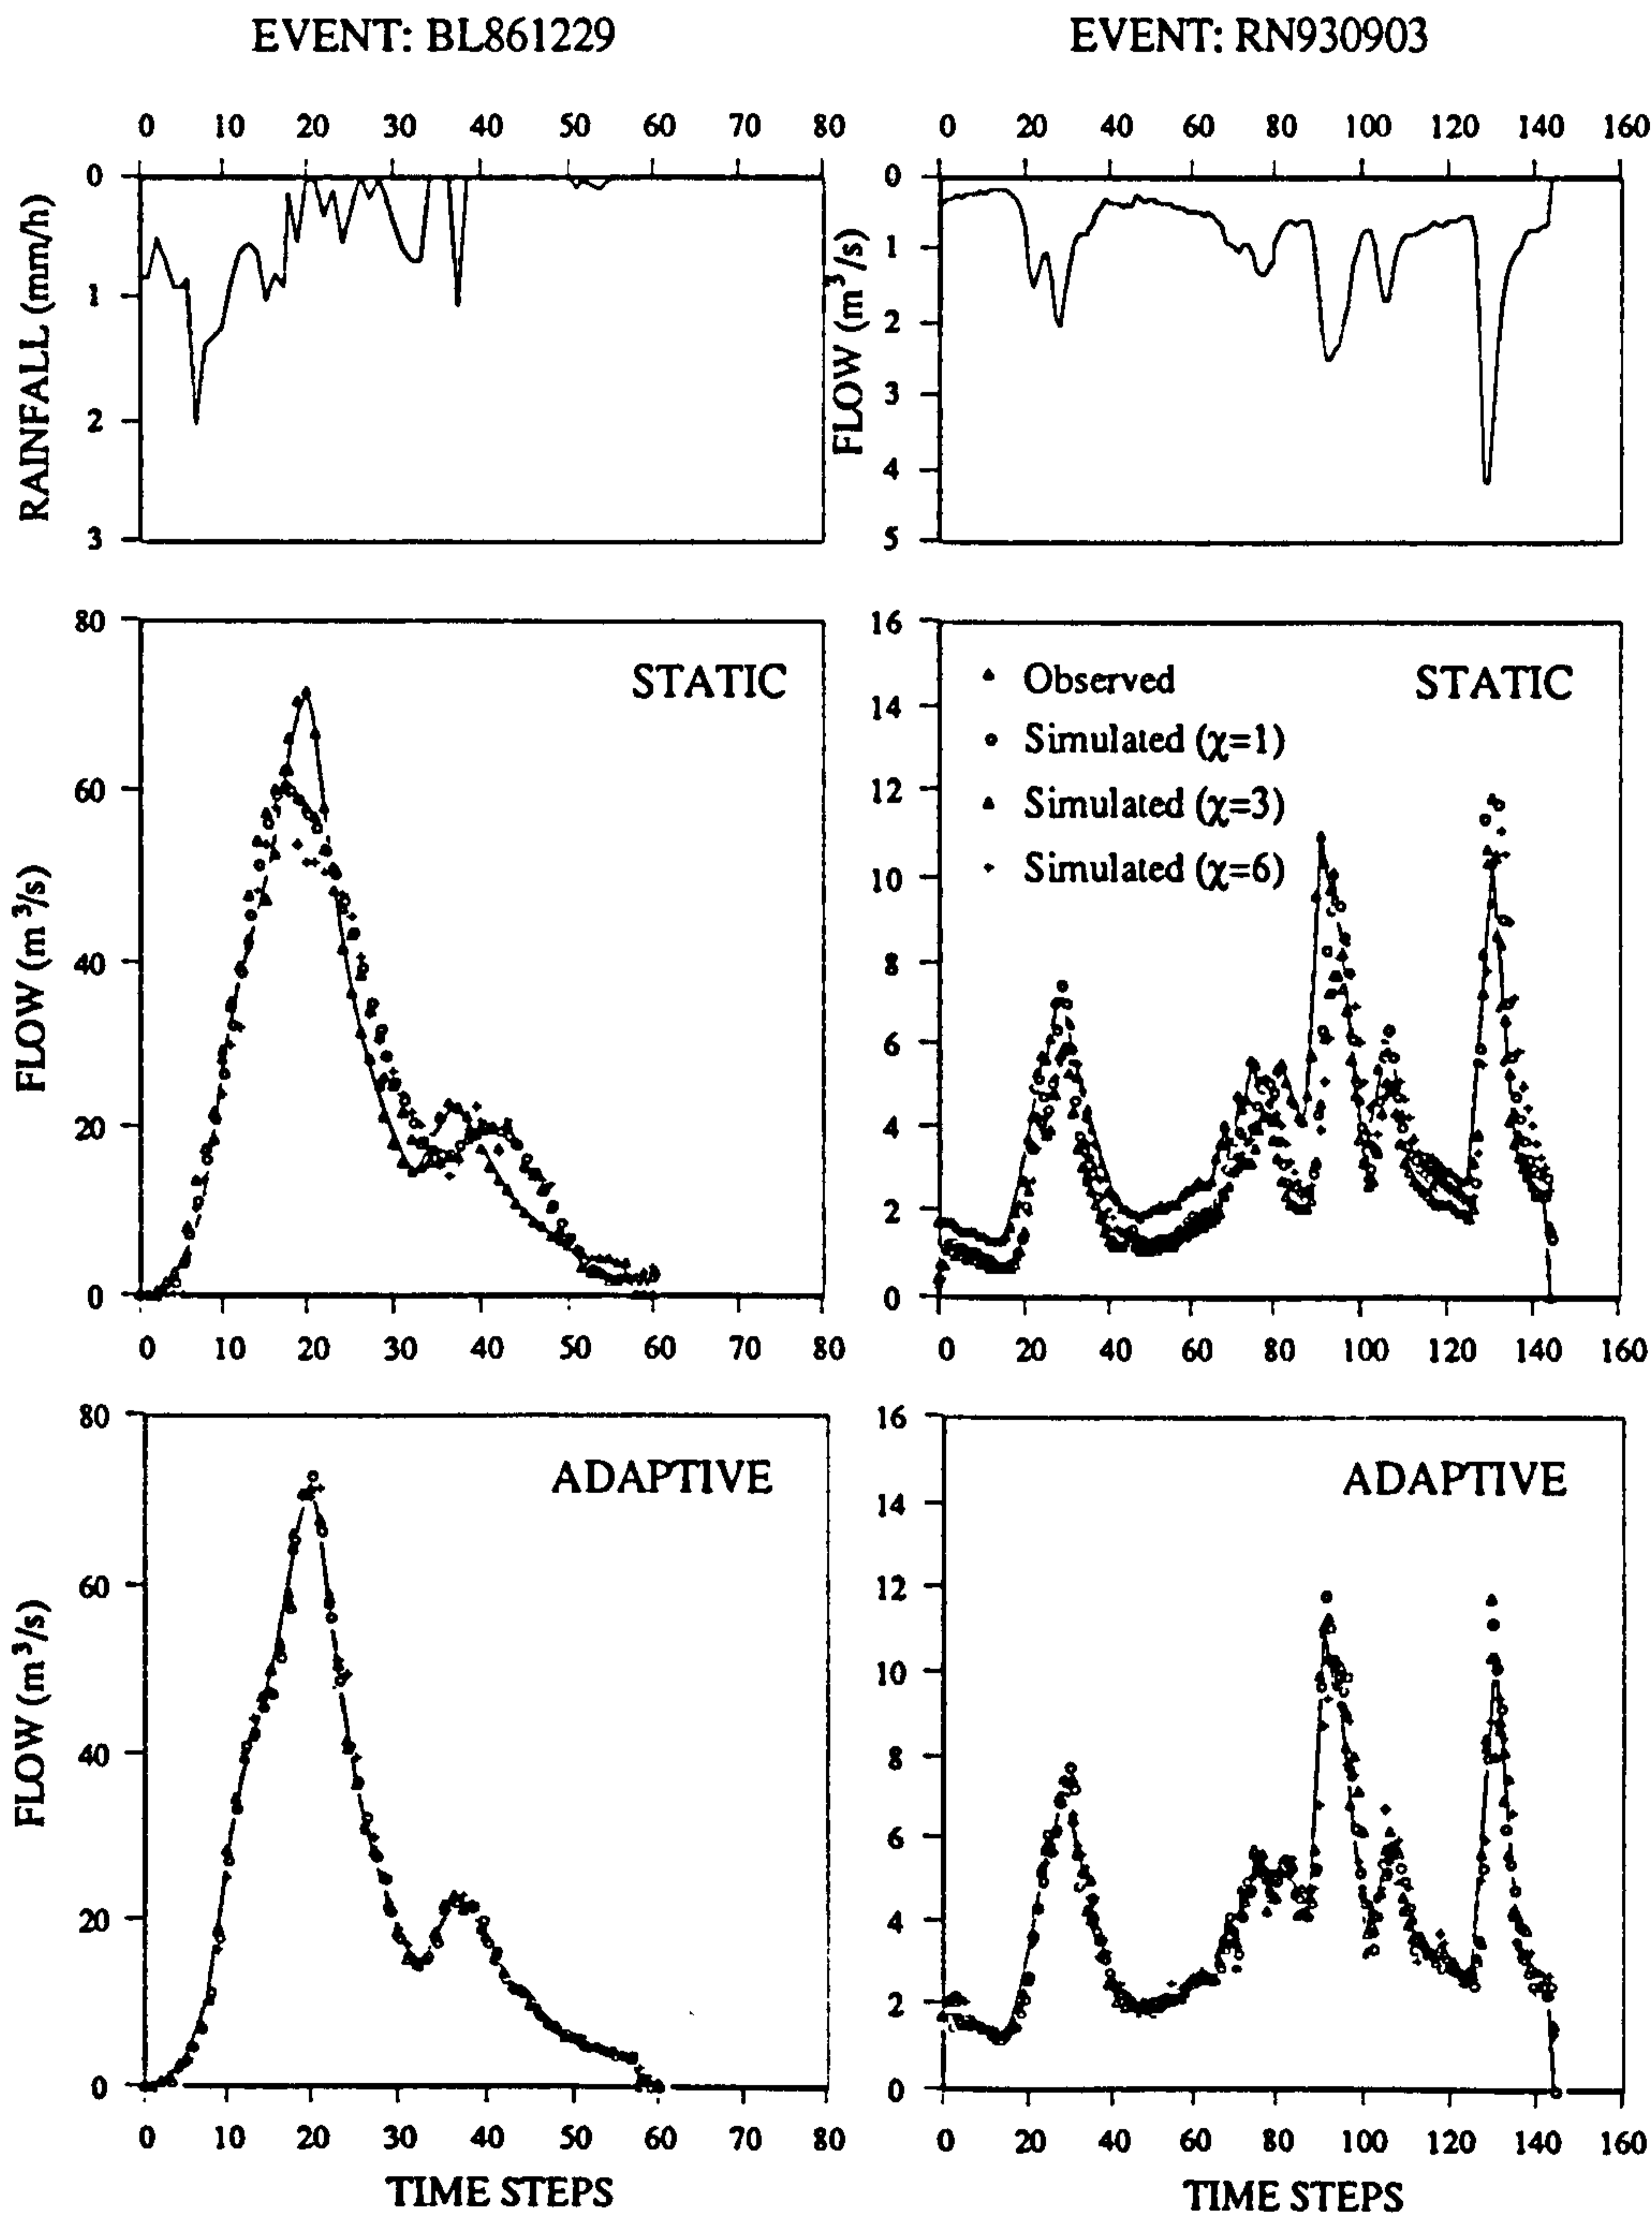 EVENT: BL861229
EVENT: RN930903
0 10 20 30 40 50 60 70 80
0 20 40 60 80 100 120 140 160
RAINFALL (mm/h)
0
1
2
3
FLOW (m³/s)
0
1
2
3
4
5
FLOW (m³/s)
80
60
40
20
0
STATIC
0 10 20 30 40 50 60 70 80
16
14
12
10
8
6
4
2
0
Observed
Simulated (χ=1)
Simulated (χ=3)
Simulated (χ=6)
STATIC
0 20 40 60 80 100 120 140 160
FLOW (m³/s)
80
60
40
20
0
ADAPTIVE
0 10 20 30 40 50 60 70 80
TIME STEPS
16
14
12
10
8
6
4
2
0
ADAPTIVE
0 20 40 60 80 100 120 140 160
TIME STEPS